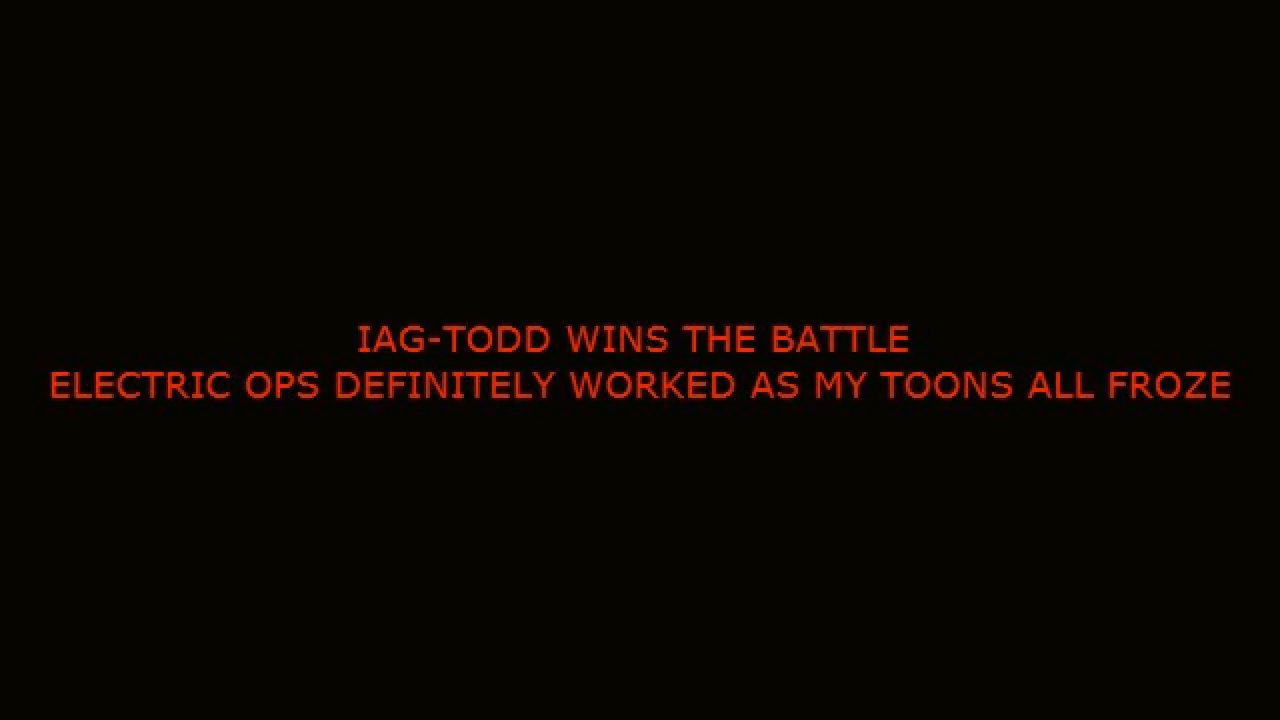 IAG-TODD WINS THE BATTLE
ELECTRIC OPS DEFINITELY WORKED AS MY TOONS ALL FROZE